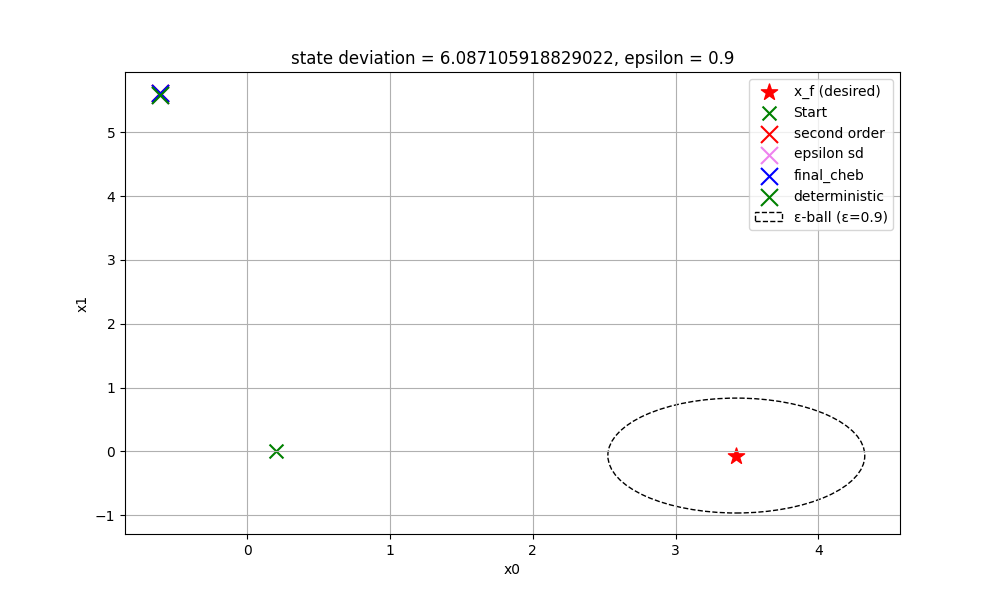 state deviation = 6.087105918829022, epsilon = 0.9
x_f (desired)
Start
second order
epsilon sd
final_cheb
deterministic
ε-ball (ε=0.9)
5
4
3
2
1
0
−1
x1
0
1
2
3
4
x0